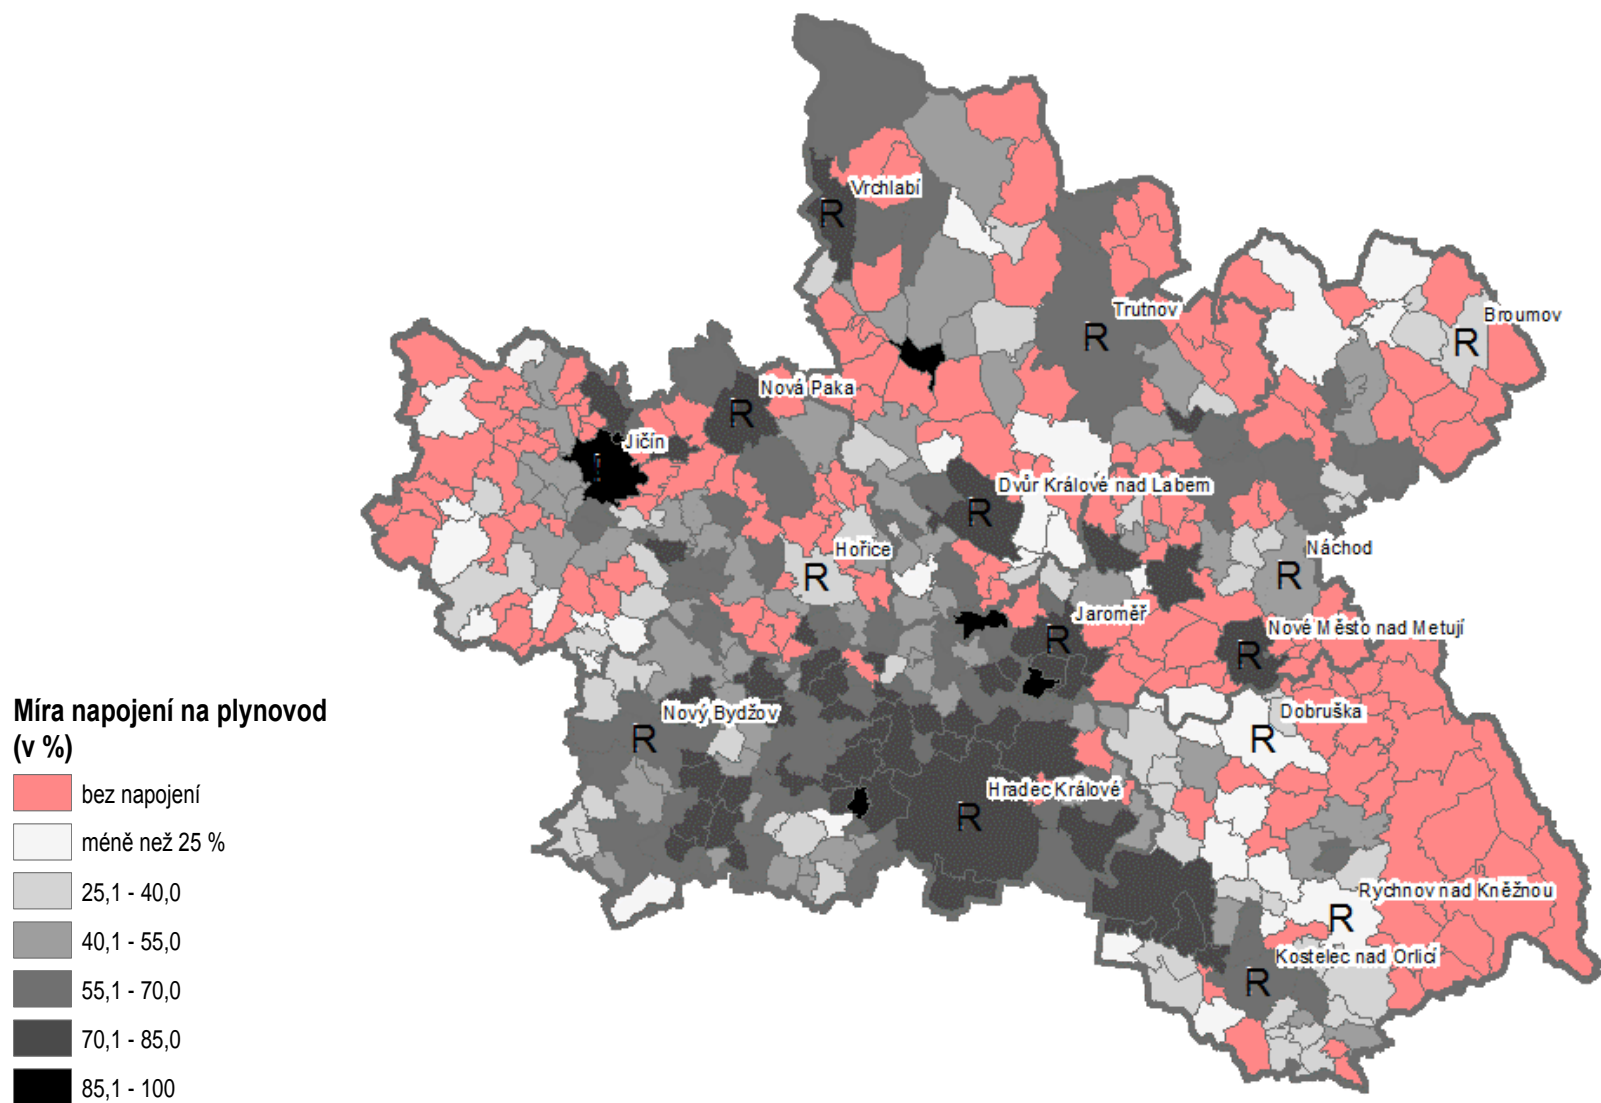 Vrchlabí
R
Trutnov
R
Broumov
R
Nová Paka
R
Jičín
Dvůr Králové nad Labem
R
Hořice
R
Náchod
R
Jaroměř
R
Nové Město nad Metují
R
Nový Bydžov
R
Dobruška
R
Hradec Králové
R
Rychnov nad Kněžnou
R
Kostelec nad Orlicí
R
Míra napojení na plynovod
(v %)
bez napojení
méně než 25 %
25,1 - 40,0
40,1 - 55,0
55,1 - 70,0
70,1 - 85,0
85,1 - 100